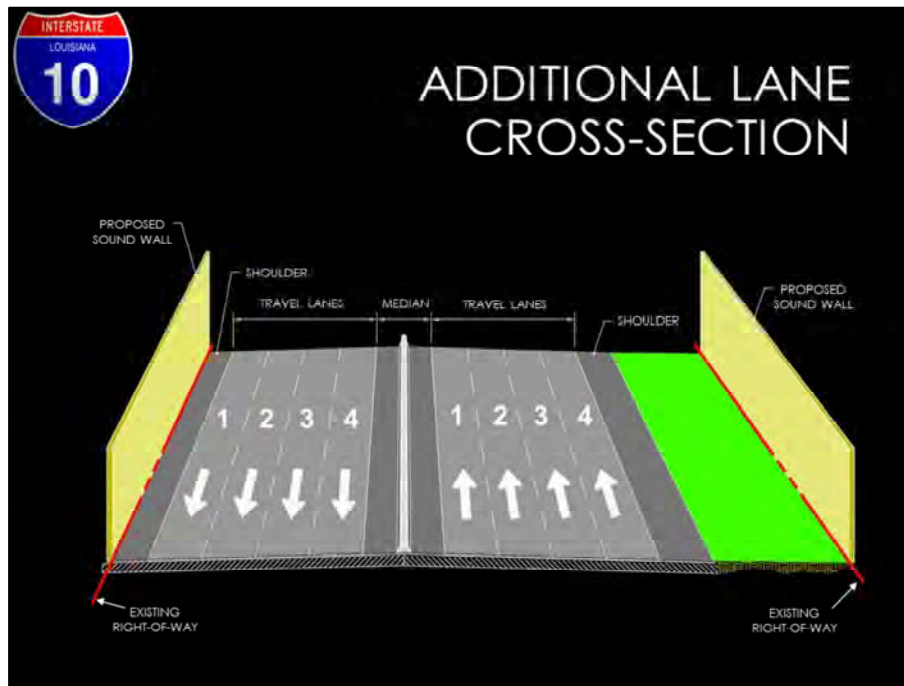 INTERSTATE
LOUISIANA
10
ADDITIONAL LANE
CROSS-SECTION
PROPOSED
SOUND WALL
SHOULDER
TRAVEL LANES
MEDIAN
TRAVEL LANES
SHOULDER
PROPOSED
SOUND WALL
1 2 3 4
1 2 3 4
EXISTING
RIGHT-OF-WAY
EXISTING
RIGHT-OF-WAY